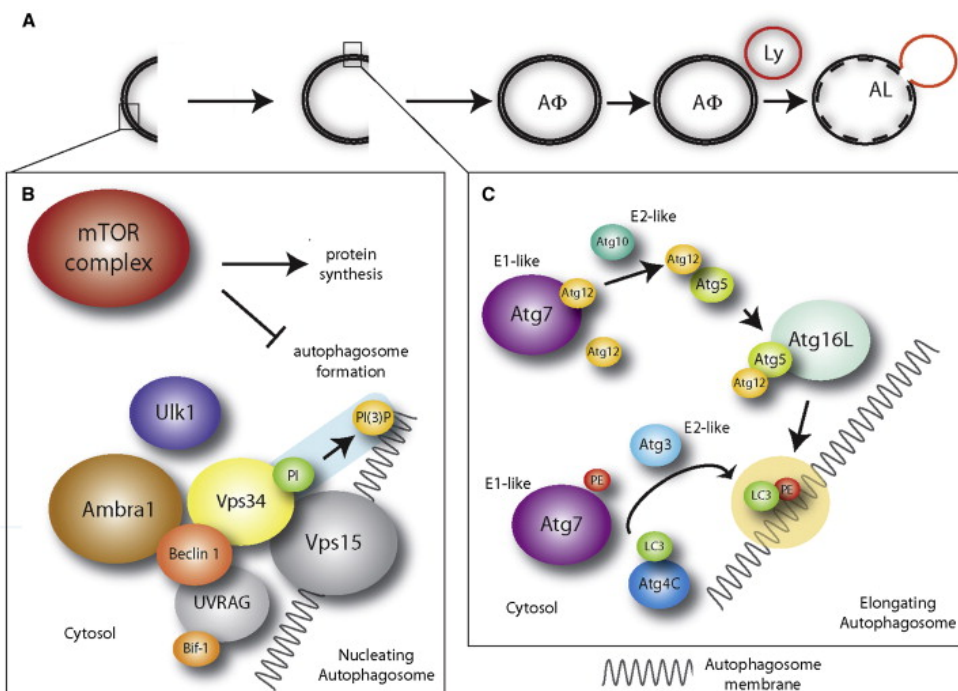 A
Ly
AΦ
AΦ
AL
B
mTOR
complex
protein
synthesis
autophagosome
formation
Ulk1
PI(3)P
PI
Ambra1
Vps34
Vps15
Beclin 1
UVRAG
Bif-1
Cytosol
Nucleating
Autophagosome
C
E2-like
Atg10
E1-like
Atg12
Atg7
Atg12
Atg5
Atg12
Atg16L
Atg5
Atg12
E2-like
Atg3
E1-like
PE
Atg7
LC3
Atg4C
LC3
PE
Cytosol
Elongating
Autophagosome
Autophagosome
membrane